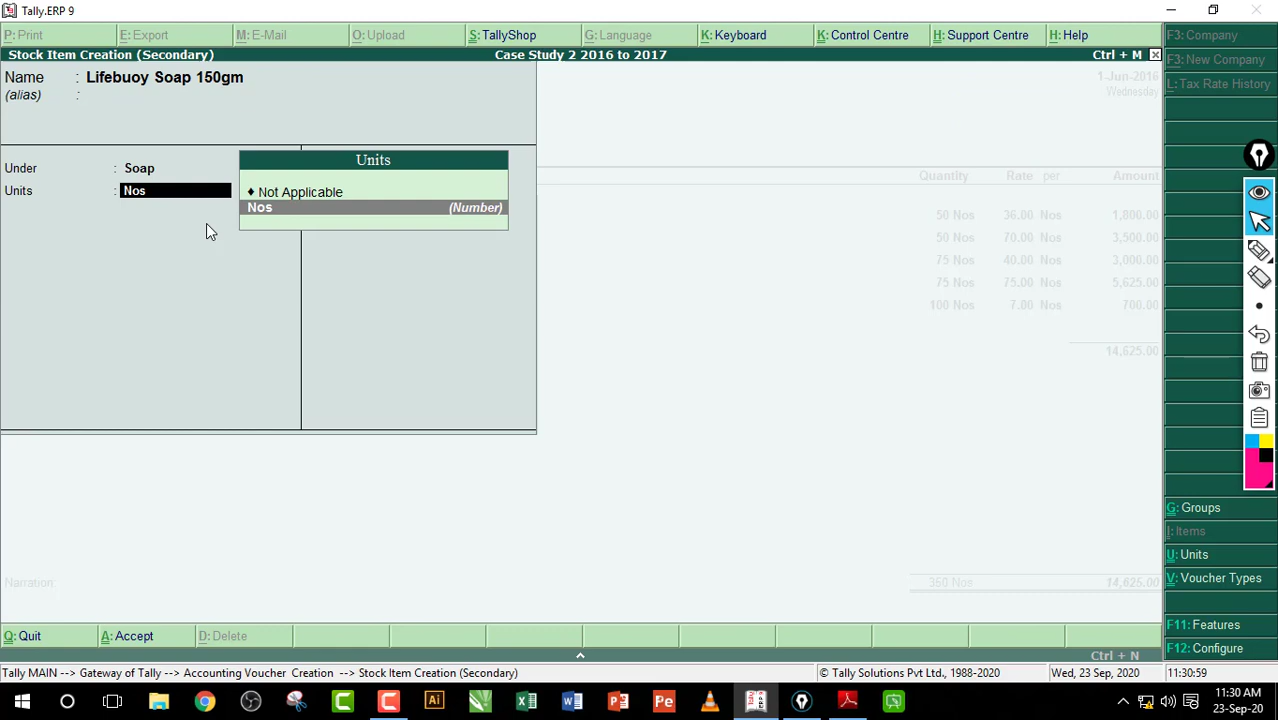 Tally.ERP 9
P: Print E: Export M: E-Mail O: Upload S: TallyShop G: Language K: Keyboard K: Control Centre H: Support Centre H: Help
F3: Company
Stock Item Creation (Secondary) Case Study 2 2016 to 2017 Ctrl + M
F3: New Company
Name : Lifebuoy Soap 150gm
1-Jun-2016
L: Tax Rate History
(alias) :
Wednesday
Units
Under : Soap
Quantity Rate per Amount
Units : Nos
♦ Not Applicable
Nos (Number)
50 Nos 36.00 Nos 1,800.00
50 Nos 70.00 Nos 3,500.00
75 Nos 40.00 Nos 3,000.00
75 Nos 75.00 Nos 5,625.00
100 Nos 7.00 Nos 700.00
14,625.00
G: Groups
I: Items
U: Units
V: Voucher Types
Narration: 350 Nos 14,625.00
F11: Features
Q: Quit A: Accept D: Delete
F12: Configure
Ctrl + N
Tally MAIN --> Gateway of Tally --> Accounting Voucher Creation --> Stock Item Creation (Secondary) © Tally Solutions Pvt Ltd., 1988-2020 Wed, 23 Sep, 2020 11:30:59
11:30 AM
23-Sep-20